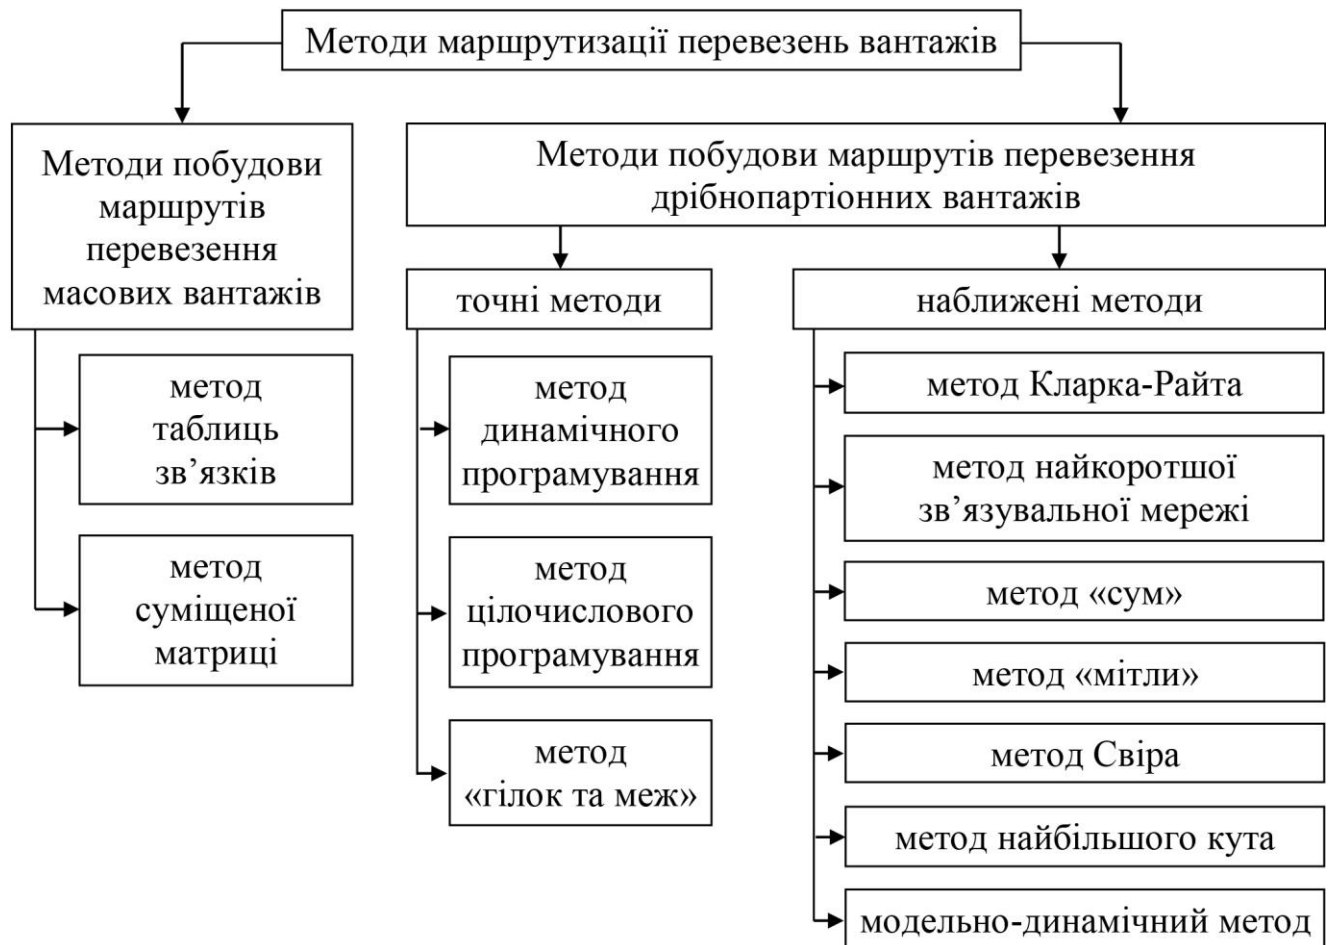 Методи маршрутизації перевезень вантажів
Методи побудови
маршрутів
перевезення
масових вантажів
метод
таблиць
зв’язків
метод
суміщеної
матриці
Методи побудови маршрутів перевезення
дрібнопартіонних вантажів
точні методи
метод
динамічного
програмування
метод
цілочислового
програмування
метод
«гілок та меж»
наближені методи
метод Кларка-Райта
метод найкоротшої
зв’язувальної мережі
метод «сум»
метод «мітли»
метод Свіра
метод найбільшого кута
модельно-динамічний метод